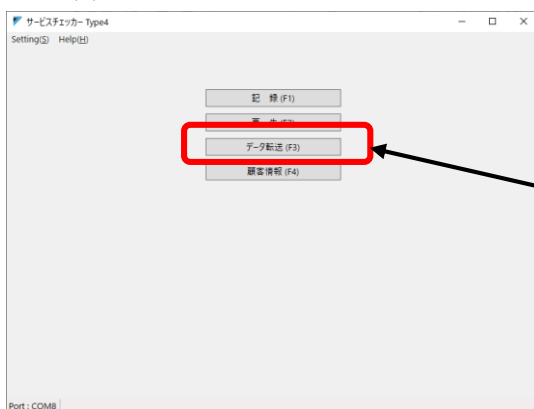 サービスチェッカー Type4
Setting(S) Help(H)
記 録 (F1)
データ転送 (F3)
顧客情報 (F4)
Port : COM8